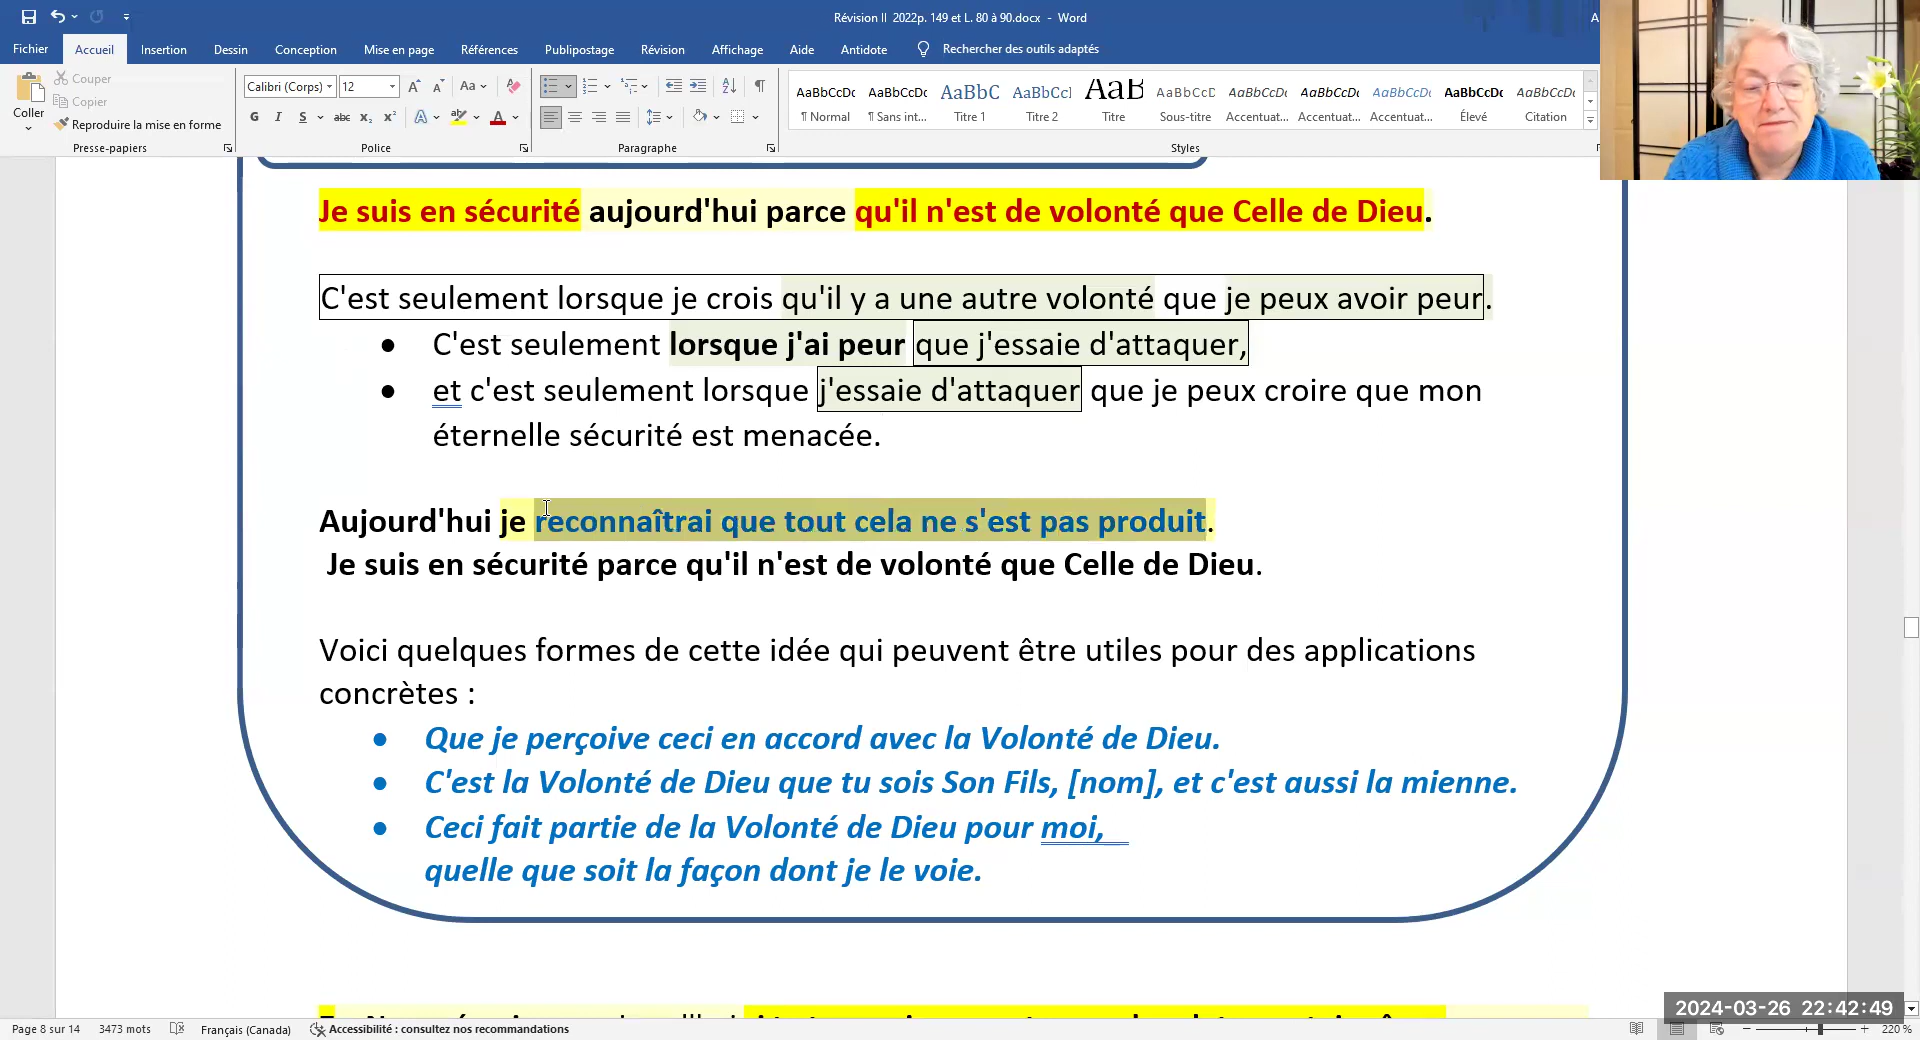 Révision II 2022p. 149 et L. 80 à 90.docx - Word
Fichier Accueil Insertion Dessin Conception Mise en page Références Publipostage Révision Affichage Aide Antidote Rechercher des outils adaptés
Coller
Couper
Copier
Reproduire la mise en forme
Presse-papiers
Calibri (Corps) 12
Aa
G I S abc x₂ x²
Police
Paragraphe
AaBbCcDc AaBbCcDc AaBbC AaBbCcI AaB AaBbCcD AaBbCcDc AaBbCcDc AaBbCcDc AaBbCcDc AaBbCcDc
¶ Normal ¶ Sans int... Titre 1 Titre 2 Titre Sous-titre Accentuat... Accentuat... Accentuat... Élevé Citation
Styles
Je suis en sécurité aujourd'hui parce qu'il n'est de volonté que Celle de Dieu.
C'est seulement lorsque je crois qu'il y a une autre volonté que je peux avoir peur.
• C'est seulement lorsque j'ai peur que j'essaie d'attaquer,
• et c'est seulement lorsque j'essaie d'attaquer que je peux croire que mon
éternelle sécurité est menacée.
Aujourd'hui je reconnaîtrai que tout cela ne s'est pas produit.
Je suis en sécurité parce qu'il n'est de volonté que Celle de Dieu.
Voici quelques formes de cette idée qui peuvent être utiles pour des applications
concrètes :
• Que je perçoive ceci en accord avec la Volonté de Dieu.
• C'est la Volonté de Dieu que tu sois Son Fils, [nom], et c'est aussi la mienne.
• Ceci fait partie de la Volonté de Dieu pour moi,
quelle que soit la façon dont je le voie.
2024-03-26 22:42:49
Page 8 sur 14 3473 mots Français (Canada) Accessibilité : consultez nos recommandations 220 %